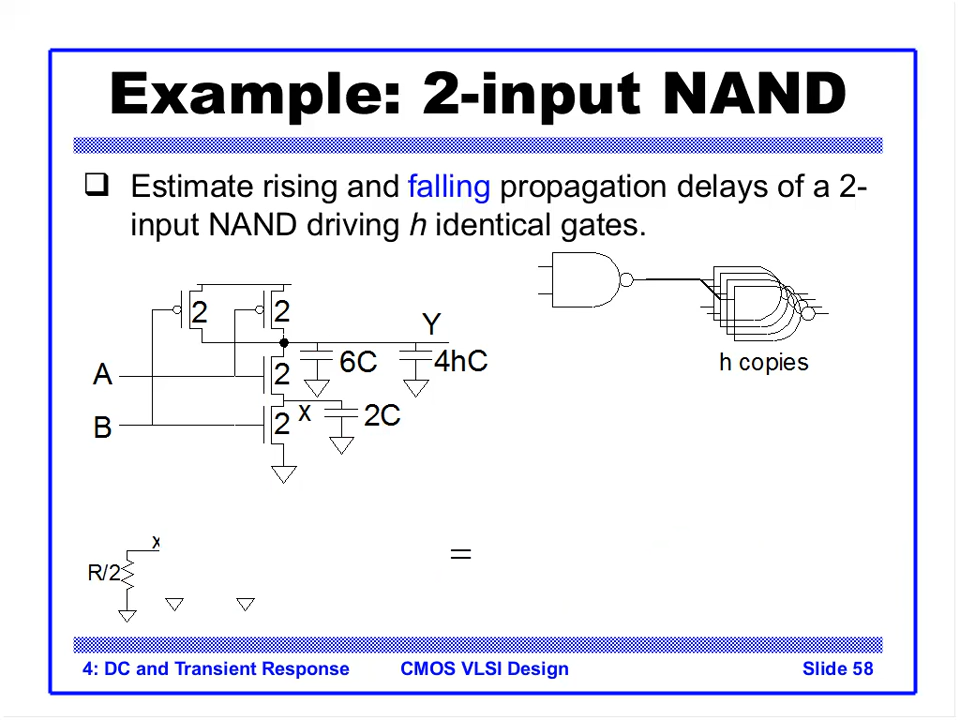 Example: 2-input NAND
❑ Estimate rising and falling propagation delays of a 2-
input NAND driving h identical gates.
2 2
Y
6C 4hC
h copies
A 2
x 2C
B 2
x
R/2
=
4: DC and Transient Response CMOS VLSI Design Slide 58